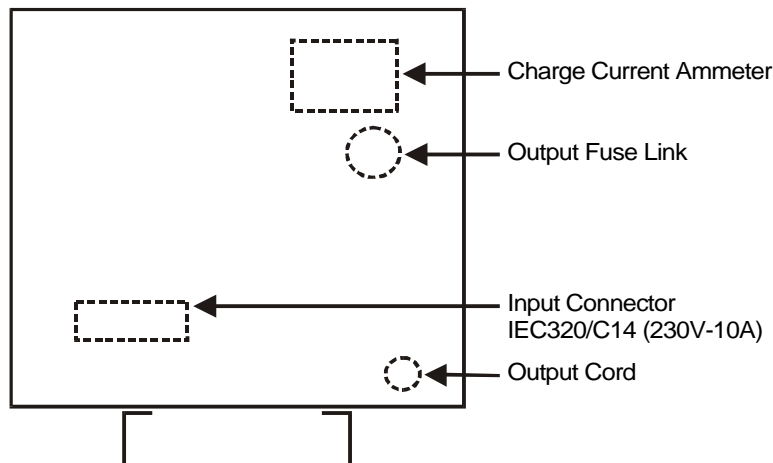 Charge Current Ammeter
Output Fuse Link
Input Connector
IEC320/C14 (230V-10A)
Output Cord